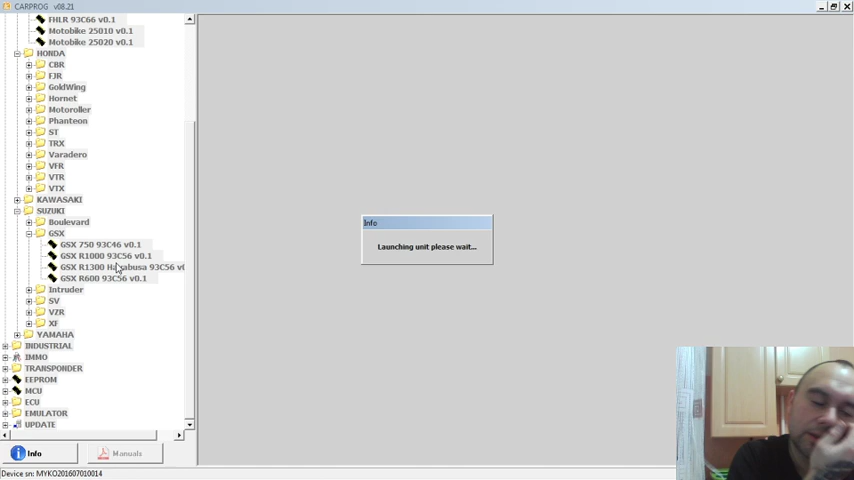 CARPROG v08.21
FHLR 93C66 v0.1
Motobike 25010 v0.1
Motobike 25020 v0.1
HONDA
CBR
FJR
GoldWing
Hornet
Motoroller
Phanteon
ST
TRX
Varadero
VFR
VTR
VTX
KAWASAKI
SUZUKI
Boulevard
GSX
GSX 750 93C46 v0.1
GSX R1000 93C56 v0.1
GSX R1300 Hayabusa 93C56 v0
GSX R600 93C56 v0.1
Intruder
SV
VZR
XF
YAMAHA
INDUSTRIAL
IMMO
TRANSPONDER
EEPROM
MCU
ECU
EMULATOR
UPDATE
Info
Launching unit please wait...
Info
Manuals
Device sn: MYKO201607010014